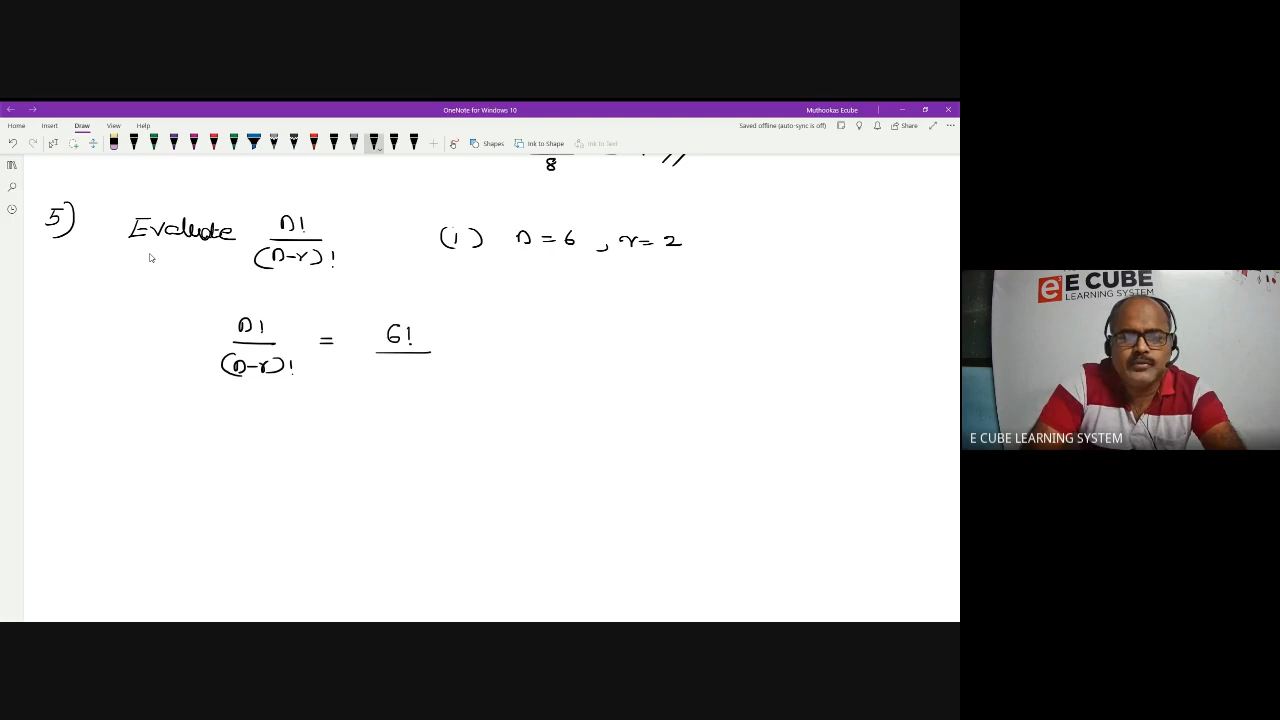 OneNote for Windows 10
Muthookas Ecube
Home Insert Draw View Help
Saved offline (auto-sync is off)
Share
Shapes
Ink to Shape
Ink to Text
8
5) Evaluate n!/(n-r)! (i) n = 6 , r = 2
n!/(n-r)! = 6!
e E CUBE
LEARNING SYSTEM
E CUBE LEARNING SYSTEM